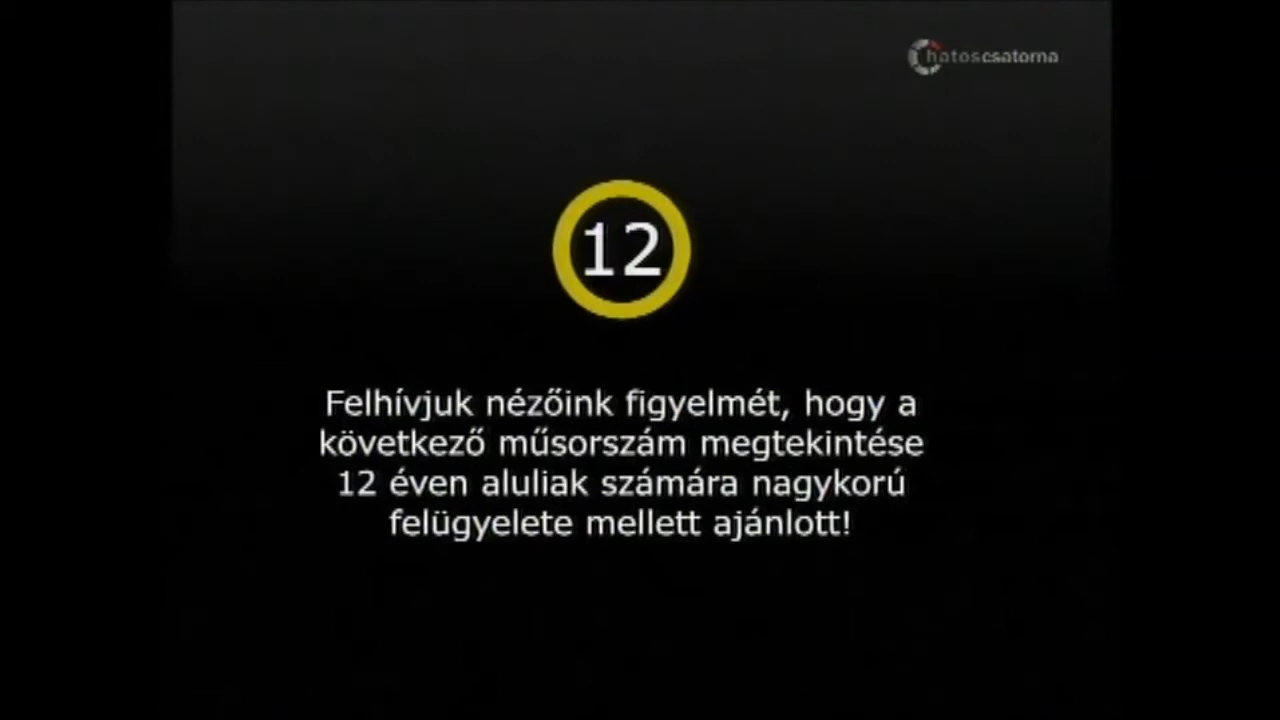 hatoscsatorna
12
Felhívjuk nézőink figyelmét, hogy a
következő műsorszám megtekintése
12 éven aluliak számára nagykorú
felügyelete mellett ajánlott!